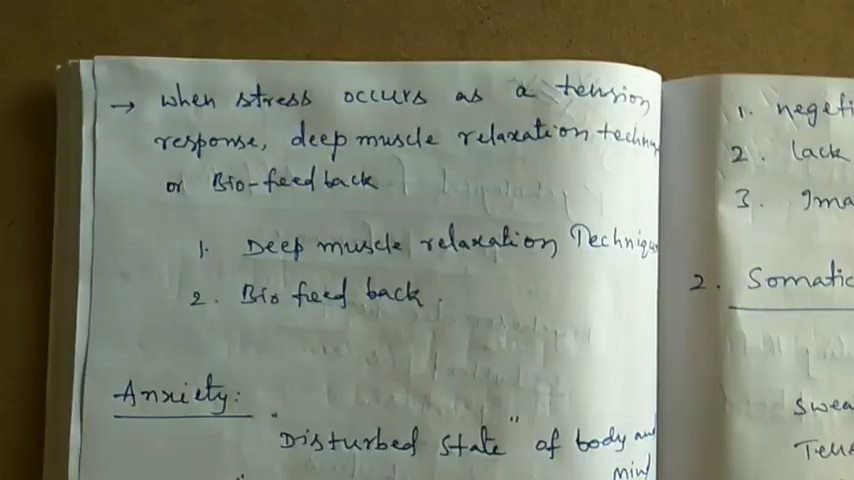 → when stress occurs as a tension
response, deep muscle relaxation techniq
or Bio-feed back
1. Deep muscle relaxation Technique
2. Bio feed back.
Anxiety:
"Disturbed state" of body and
mind
1. negeti
2. lack
3. Ima
2. Somatic
Swea
Tens